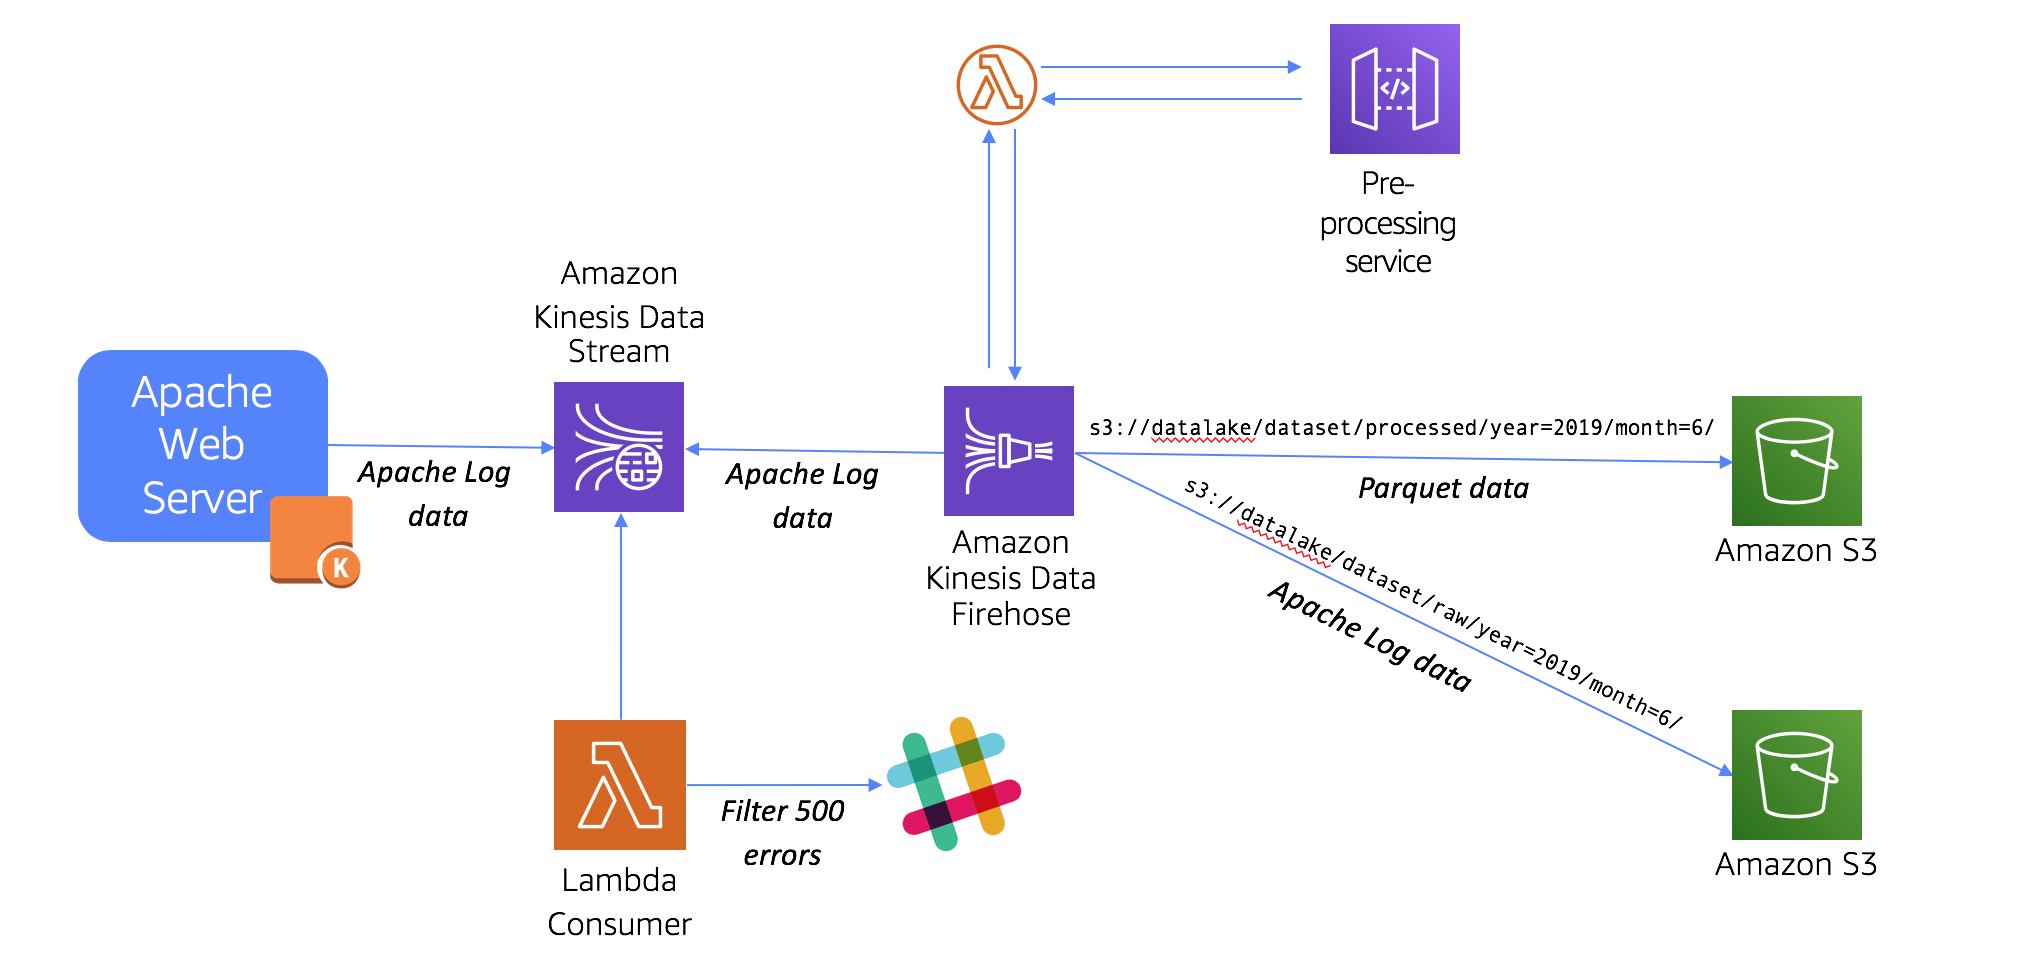 Pre-
processing
service
Amazon
Kinesis Data
Stream
Apache
Web
Server
K
Apache Log
data
Apache Log
data
Amazon
Kinesis Data
Firehose
s3://datalake/dataset/processed/year=2019/month=6/
Parquet data
Amazon S3
s3://datalake/dataset/raw/year=2019/month=6/
Apache Log data
Amazon S3
Filter 500
errors
Lambda
Consumer